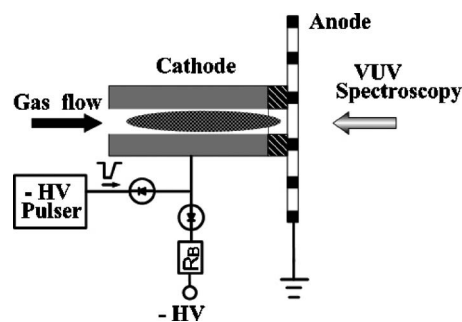 Anode
Cathode
VUV
Spectroscopy
Gas flow
- HV
Pulser
RB
- HV